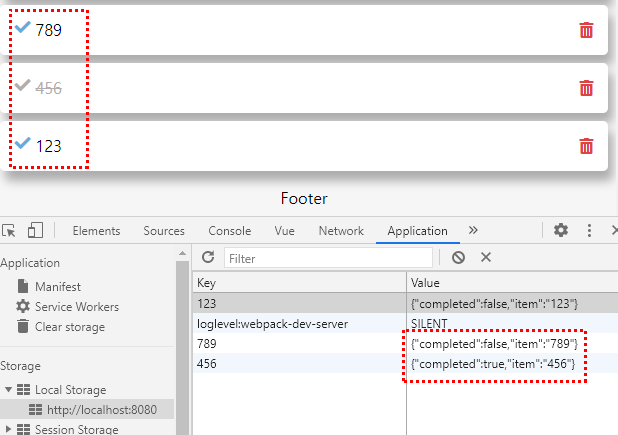 789
456
123
Footer
Elements Sources Console Vue Network Application »
Application
Manifest
Service Workers
Clear storage
Storage
Local Storage
http://localhost:8080
Session Storage
Filter
Key Value
123 {"completed":false,"item":"123"}
loglevel:webpack-dev-server SILENT
789 {"completed":false,"item":"789"}
456 {"completed":true,"item":"456"}